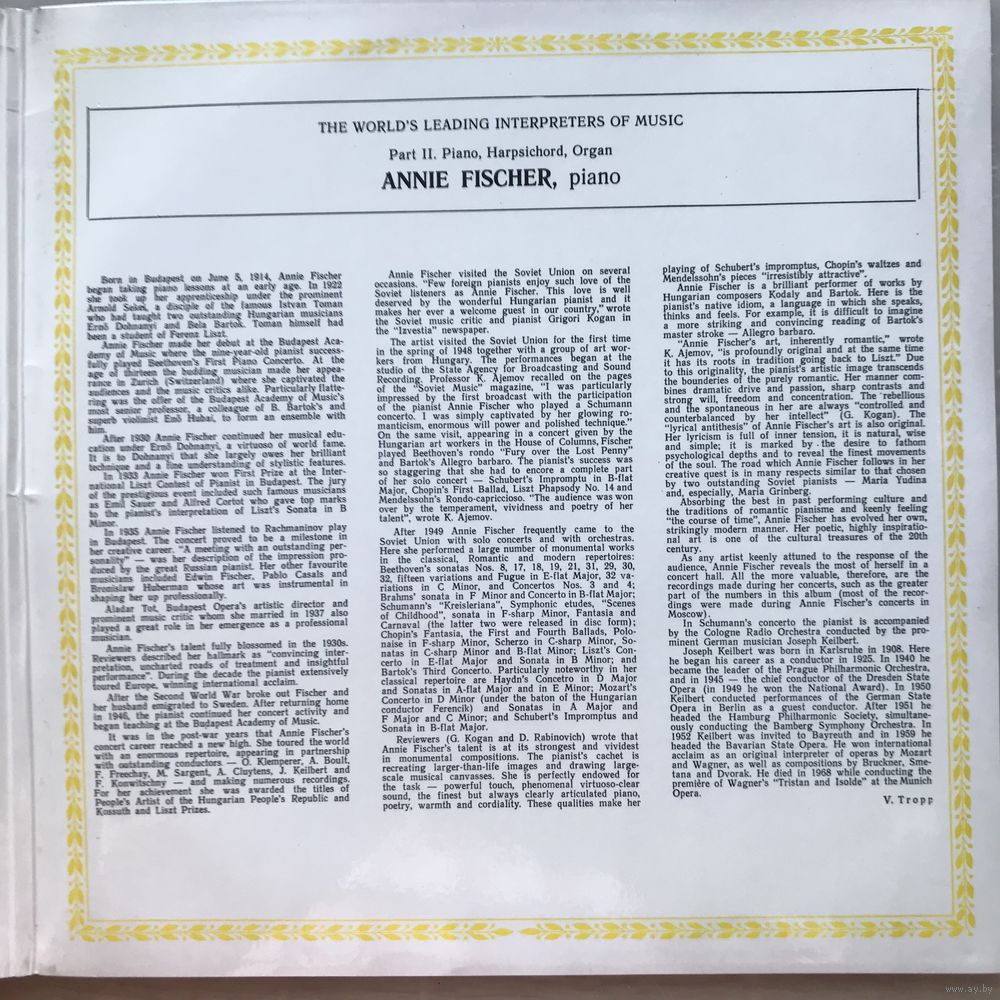 THE WORLD'S LEADING INTERPRETERS OF MUSIC
Part II. Piano, Harpsichord, Organ
ANNIE FISCHER, piano
Born in Budapest on June 5, 1914, Annie Fischer
began taking piano lessons at an early age. In 1922
she took up her apprenticeship under the prominent
Arnold Sekei, a disciple of the famous Istvan Toman
who had taught two outstanding Hungarian musicians
Ernö Dohnanyi and Bela Bartok. Toman himself had
been a student of Ferenz Liszt.
Annie Fischer made her debut at the Budapest Aca-
demy of Music where the nine-year-old pianist success-
fully played Beethoven's First Piano Concerto. At the
age of thirteen the budding musician made her appea-
rance in Zurich (Switzerland) where she captivated the
audiences and the music critics alike. Particularly flatte-
ring was the offer of the Budapest Academy of Music's
most senior professor, a colleague of B. Bartok's and
superb violinist Enö Hubai, to form an ensemble with
him.
After 1930 Annie Fischer continued her musical edu-
cation under Ernö Dohnanyi, a virtuoso of world fame.
It is to Dohnanyi that she largely owes her brilliant
technique and a fine understanding of stylistic features.
In 1933 Annie Fischer won First Prize at the Inter-
national Liszt Contest of Pianist in Budapest. The jury
of the prestigious event included such famous musicians
as Emil Sauer and Alfred Cortot who gave top marks
to the pianist's interpretation of Liszt's Sonata in B
Minor.
In 1935 Annie Fischer listened to Rachmaninov play
in Budapest. The concert proved to be a milestone in
her creative career. "A meeting with an outstanding per-
sonality" — was her description of the impression pro-
duced by the great Russian pianist. Her other favourite
musicians included Edwin Fischer, Pablo Casals and
Bronislaw Huberman whose art was instrumental in
shaping her up professionally.
Aladar Tot, Budapest Opera's artistic director and
prominent music critic whom she married in 1937 also
played a great role in her emergence as a professional
musician.
Annie Fischer's talent fully blossomed in the 1930s.
Reviewers described her hallmark as "convincing inter-
pretation, uncharted roads of treatment and insightful
performance". During the decade the pianist extensively
toured Europe, winning international acclaim.
After the Second World War broke out Fischer and
her husband emigrated to Sweden. After returning home
in 1946, the pianist continued her concert activity and
began teaching at the Budapest Academy of Music.
It was in the post-war years that Annie Fischer's
concert career reached a new high. She toured the world
with an enormous repertoire, appearing in partnership
with outstanding conductors — O. Klemperer, A. Boult,
F. Freechay, M. Sargent, A. Cluytens, J. Keilbert and
F. Konwitschny — and making numerous recordings.
For her achievement she was awarded the titles of
People's Artist of the Hungarian People's Republic and
Kossuth and Liszt Prizes.
Annie Fischer visited the Soviet Union on several
occasions. "Few foreign pianists enjoy such love of the
Soviet listeners as Annie Fischer. This love is well
deserved by the wonderful Hungarian pianist and it
makes her ever a welcome guest in our country," wrote
the Soviet music critic and pianist Grigori Kogan in
the "Izvestia" newspaper.
The artist visited the Soviet Union for the first time
in the spring of 1948 together with a group of art wor-
kers from Hungary. The performances began at the
studio of the State Agency for Broadcasting and Sound
Recording. Professor K. Ajemov recalled on the pages
of the "Soviet Music" magazine, "I was particularly
impressed by the first broadcast with the participation
of the pianist Annie Fischer who played a Schumann
concerto. I was simply captivated by her glowing ro-
manticism, enormous will power and polished technique."
On the same visit, appearing in a concert given by the
Hungarian art workers in the House of Columns, Fischer
played Beethoven's rondo "Fury over the Lost Penny"
and Bartok's Allegro barbaro. The pianist's success was
so staggering that she had to encore a complete part
of her solo concert — Schubert's Impromptu in B-flat
Major, Chopin's First Ballad, Liszt Rhapsody No. 14 and
Mendelssohn's Rondo-capricioso. "The audience was won
over by the temperament, vividness and poetry of her
talent", wrote K. Ajemov.
After 1949 Annie Fischer frequently came to the
Soviet Union with solo concerts and with orchestras.
Here she performed a large number of monumental works
in the classical, Romantic and modern repertoires:
Beethoven's sonatas Nos. 8, 17, 18, 19, 21, 31, 29, 30,
32, fifteen variations and Fugue in E-flat Major, 32 va-
riations in C Minor, and Concertos Nos. 3 and 4;
Brahms' sonata in F Minor and Concerto in B-flat Major;
Schumann's "Kreisleriana", Symphonic etudes, "Scenes
of Childhood", sonata in F-sharp Minor, Fantasia and
Carnaval (the latter two were released in disc form);
Chopin's Fantasia, the First and Fourth Ballads, Polo-
naise in F-sharp Minor, Scherzo in C-sharp Minor, So-
natas in C-sharp Minor and B-flat Minor; Liszt's Con-
certo in E-flat Major and Sonata in B Minor; and
Bartok's Third Concerto. Particularly noteworthy in her
classical repertoire are Haydn's Concetro in D Major
and Sonatas in A-flat Major and in E Minor; Mozart's
Concerto in D Minor (under the baton of the Hungarian
conductor Ferencik) and Sonatas in A Major and
F Major and C Minor; and Schubert's Impromptus and
Sonata in B-flat Major.
Reviewers (G. Kogan and D. Rabinovich) wrote that
Annie Fischer's talent is at its strongest and vividest
in monumental compositions. The pianist's cachet is
recreating larger-than-life images and drawing large-
scale musical canvasses. She is perfectly endowed for
the task — powerful touch, phenomenal virtuoso-clear
sound, the finest but always clearly articulated piano,
poetry, warmth and cordiality. These qualities make her
playing of Schubert's impromptus, Chopin's waltzes and
Mendelssohn's pieces "irresistibly attractive".
Annie Fischer is a brilliant performer of works by
Hungarian composers Kodaly and Bartok. Here is the
pianist's native idiom, a language in which she speaks,
thinks and feels. For example, it is difficult to imagine
a more striking and convincing reading of Bartok's
master stroke — Allegro barbaro.
"Annie Fischer's art, inherently romantic," wrote
K. Ajemov, "is profoundly original and at the same time
it has its roots in tradition going back to Liszt." Due
to this originality, the pianist's artistic image transcends
the bounderies of the purely romantic. Her manner com-
bines dramatic drive and passion, sharp contrasts and
strong will, freedom and concentration. The "rebellious
and the spontaneous in her are always "controlled and
counterbalanced by her intellect" (G. Kogan). The
"lyrical antithesis" of Annie Fischer's art is also original.
Her lyricism is full of inner tension, it is natural, wise
and simple; it is marked by the desire to fathom
psychological depths and to reveal the finest movements
of the soul. The road which Annie Fischer follows in her
creative quest is in many respects similar to that chosen
by two outstanding Soviet pianists — Maria Yudina
and, especially, Maria Grinberg.
Absorbing the best in past performing culture and
the traditions of romantic pianisme and keenly feeling
"the course of time", Annie Fischer has evolved her own,
strikingly modern manner. Her poetic, highly inspiratio-
nal art is one of the cultural treasures of the 20th
century.
As any artist keenly attuned to the response of the
audience, Annie Fischer reveals the most of herself in a
concert hall. All the more valuable, therefore, are the
recordings made during her concerts, such as the greater
part of the numbers in this album (most of the recor-
dings were made during Annie Fischer's concerts in
Moscow).
In Schumann's concerto the pianist is accompanied
by the Cologne Radio Orchestra conducted by the pro-
minent German musician Joseph Keilbert.
Joseph Keilbert was born in Karlsruhe in 1908. Here
he began his career as a conductor in 1925. In 1940 he
became the leader of the Prague Philharmonic Orchestra,
and in 1945 — the chief conductor of the Dresden State
Opera (in 1949 he won the National Award). In 1950
Keilbert conducted performances of the German State
Opera in Berlin as a guest conductor. After 1951 he
headed the Hamburg Philharmonic Society, simultane-
ously conducting the Bamberg Symphony Orchestra. In
1952 Keilbert was invited to Bayreuth and in 1959 he
headed the Bavarian State Opera. He won international
acclaim as an original interpreter of operas by Mozart
and Wagner, as well as compositions by Bruckner, Sme-
tana and Dvorak. He died in 1968 while conducting the
première of Wagner's "Tristan and Isolde" at the Munich
Opera.
V. Tropp
www.ay.by